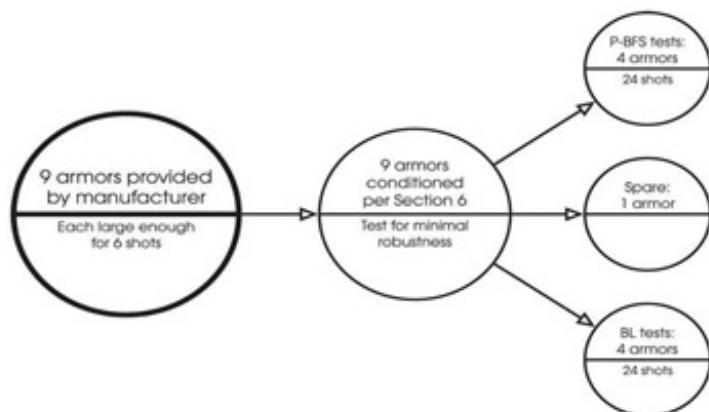 P-BFS tests:
4 armors
24 shots
9 armors provided
by manufacturer
Each large enough
for 6 shots
9 armors
conditioned
per Section 6
Test for minimal
robustness
Spare:
1 armor
BL tests:
4 armors
24 shots